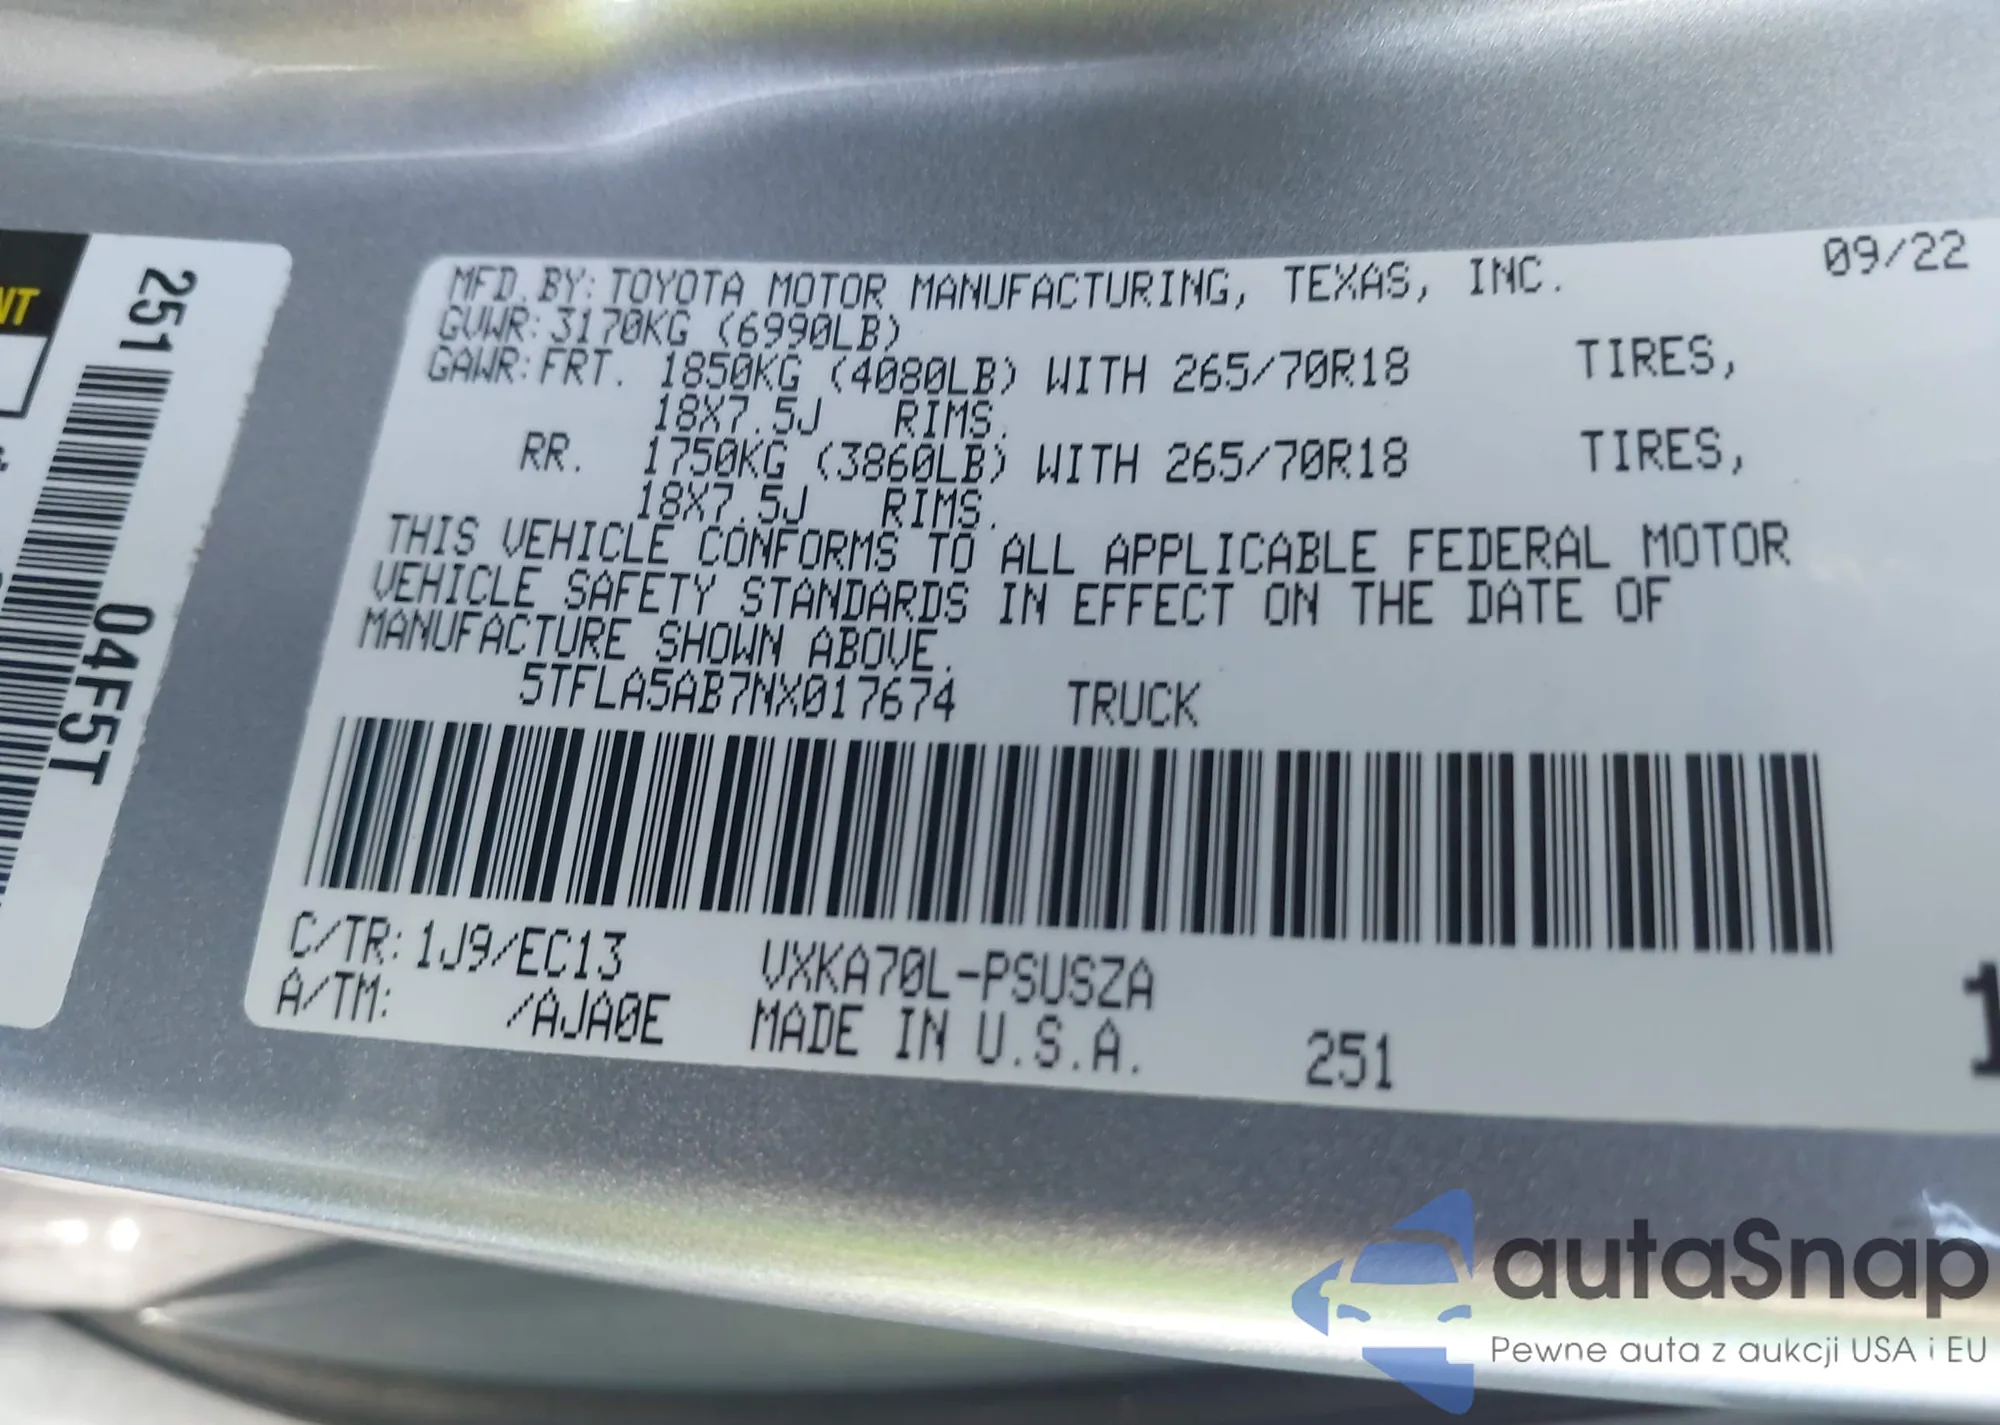 NT
251
04F5T
MFD. BY: TOYOTA MOTOR MANUFACTURING, TEXAS, INC. 09/22
GVWR: 3170KG (6990LB)
GAWR: FRT. 1850KG (4080LB) WITH 265/70R18 TIRES,
18X7.5J RIMS.
RR. 1750KG (3860LB) WITH 265/70R18 TIRES,
18X7.5J RIMS.
THIS VEHICLE CONFORMS TO ALL APPLICABLE FEDERAL MOTOR
VEHICLE SAFETY STANDARDS IN EFFECT ON THE DATE OF
MANUFACTURE SHOWN ABOVE.
5TFLA5AB7NX017674 TRUCK
C/TR: 1J9/EC13 VXKA70L-PSUSZA
A/TM: /AJA0E MADE IN U.S.A. 251
1
autaSnap
Pewne auta z aukcji USA i EU